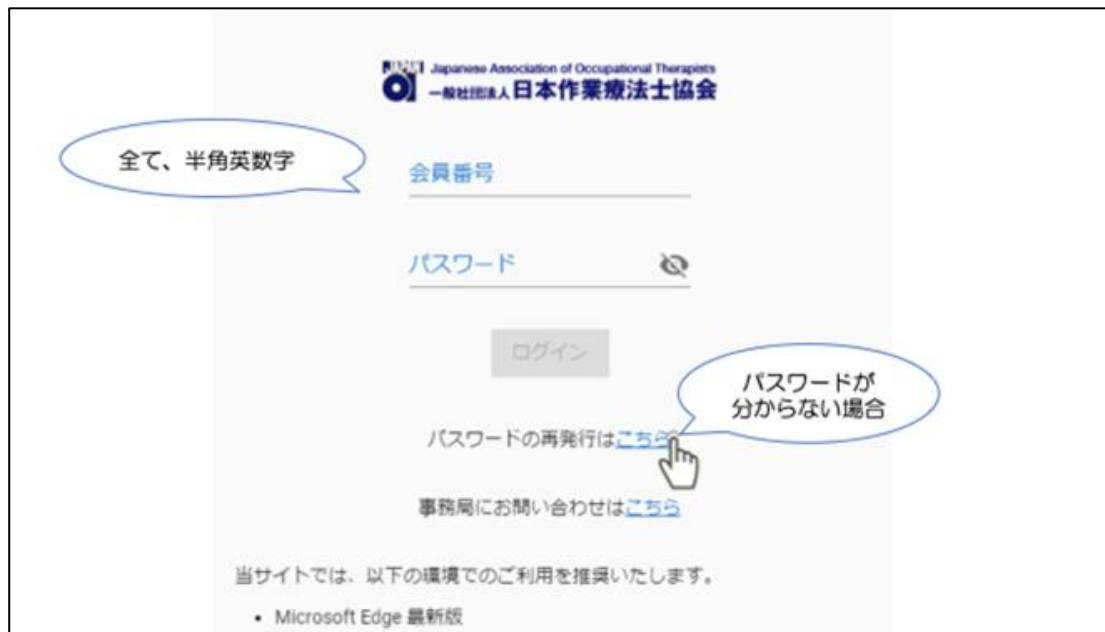 Japanese Association of Occupational Therapists
一般社団法人日本作業療法士協会
全て、半角英数字
会員番号
パスワード
ログイン
パスワードが
分からない場合
パスワードの再発行はこちら
事務局にお問い合わせはこちら
当サイトでは、以下の環境でのご利用を推奨いたします。
• Microsoft Edge 最新版